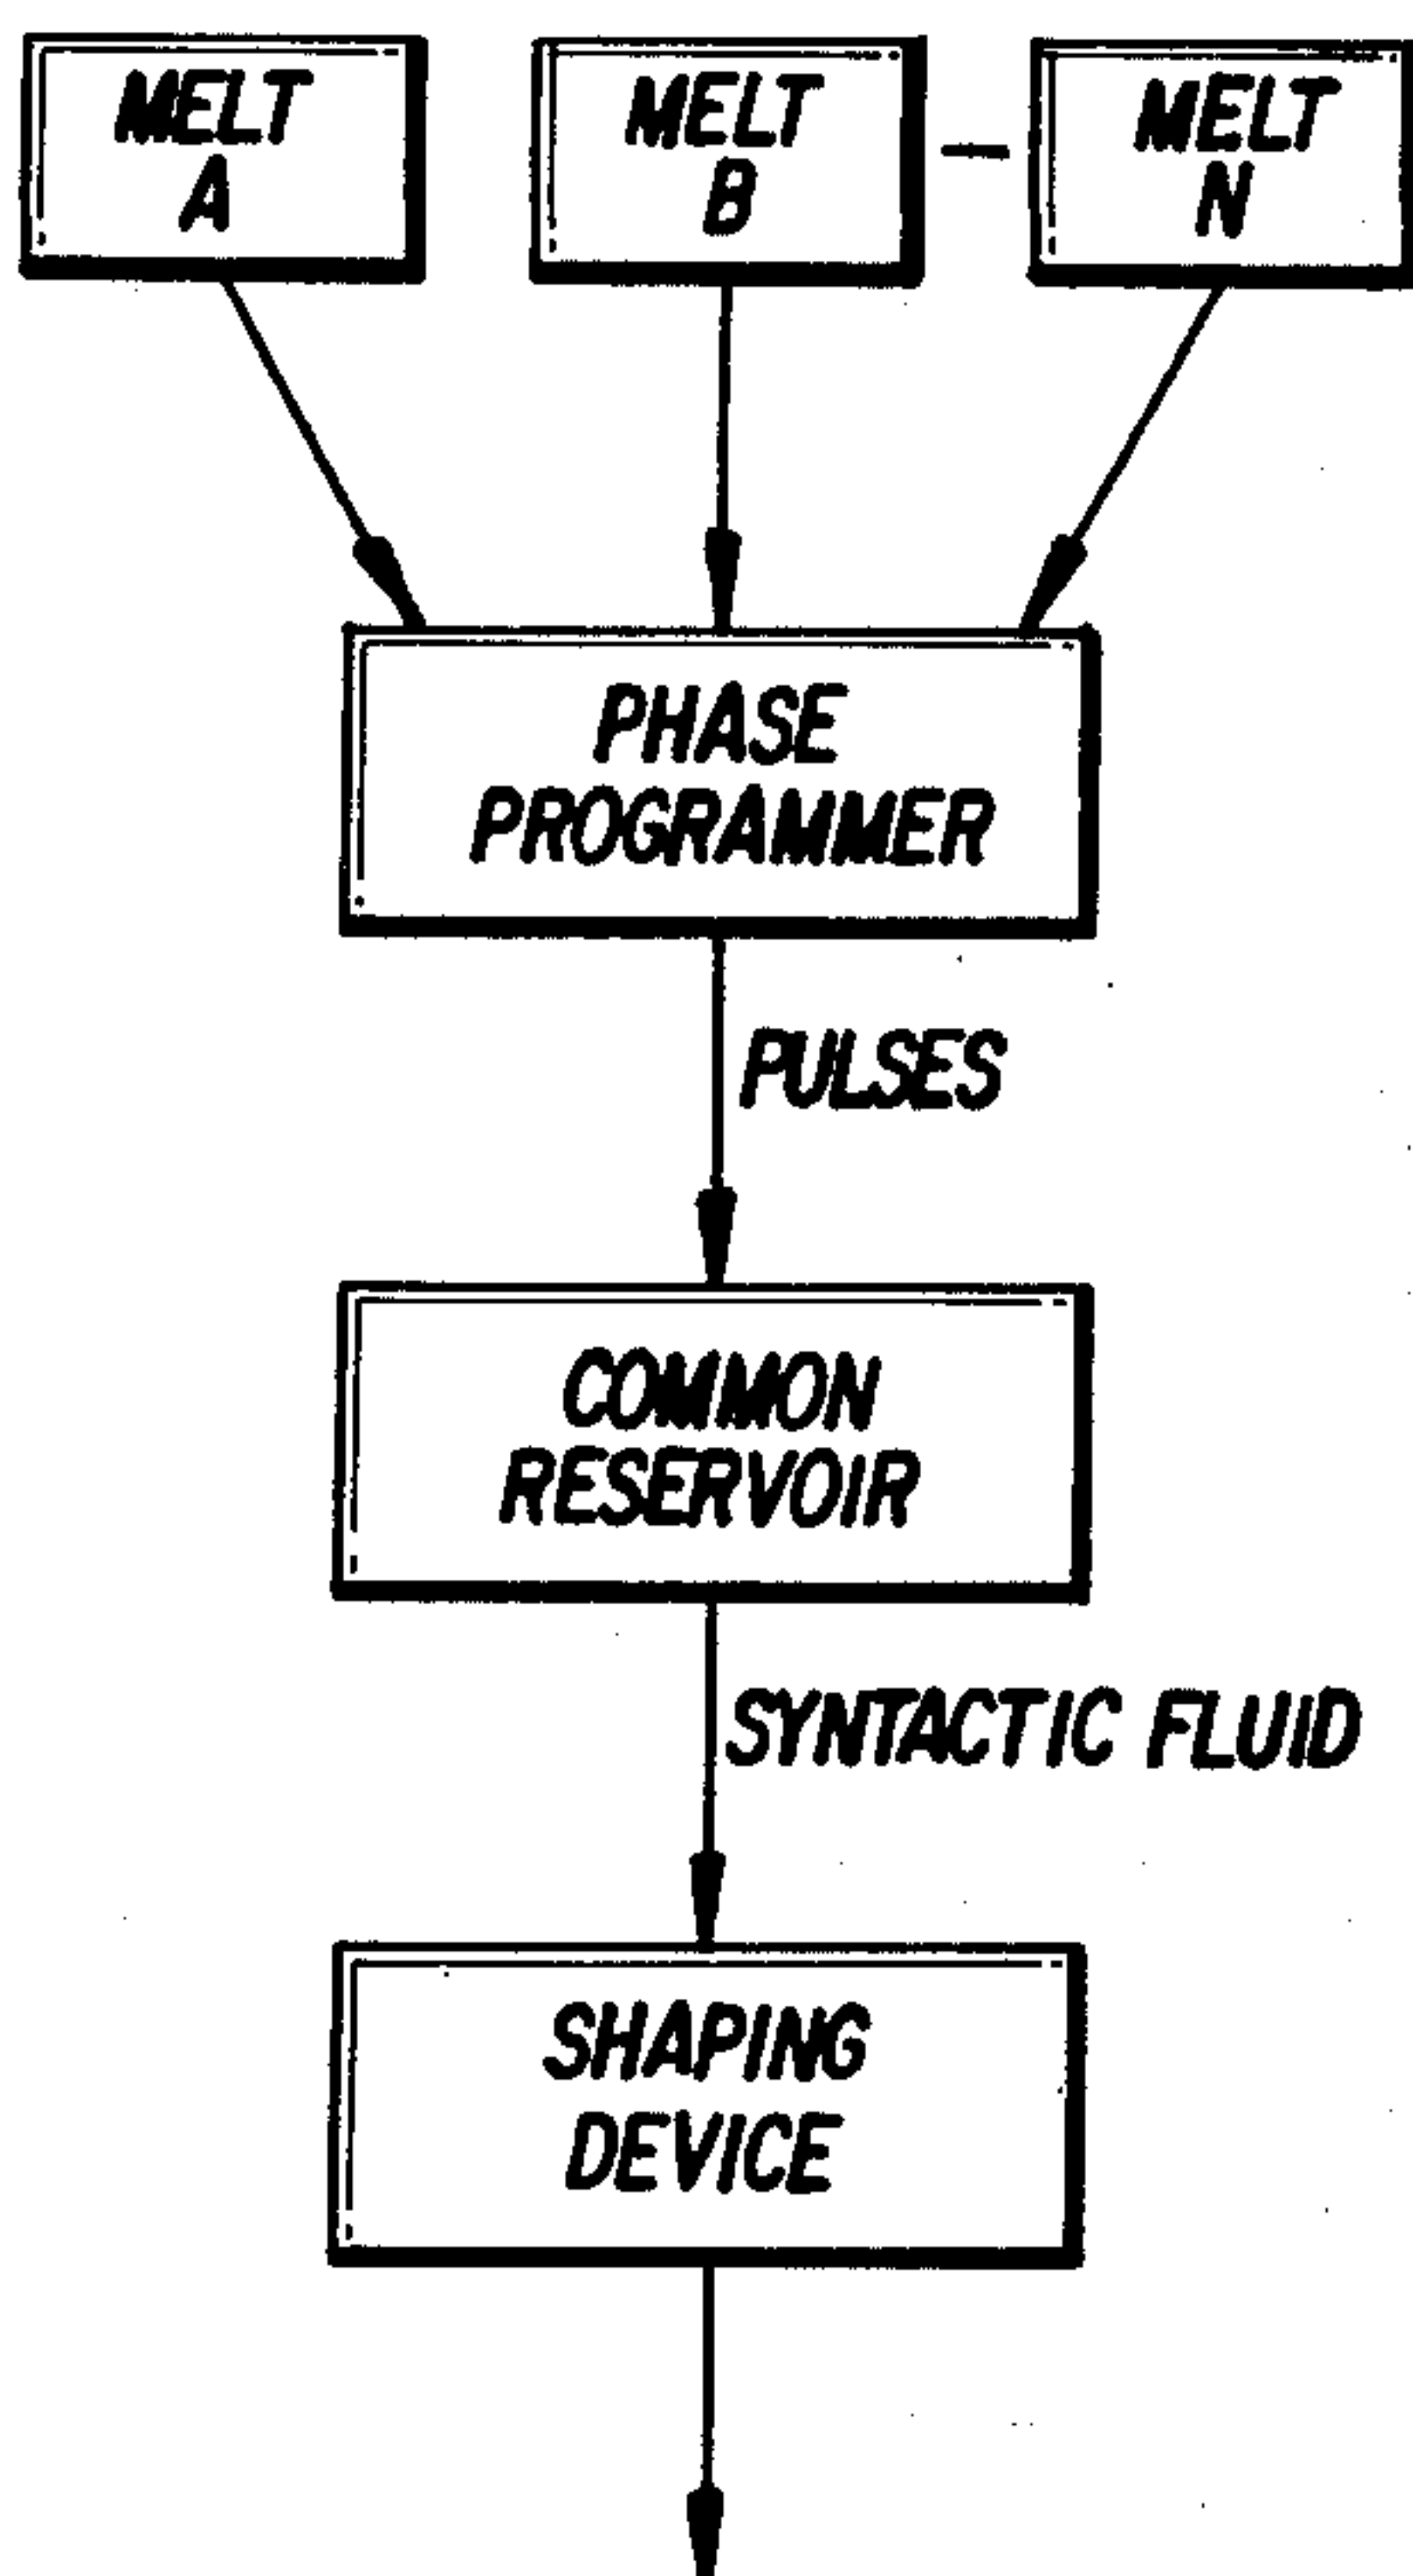 MELT
A
MELT
B
-
MELT
N
PHASE
PROGRAMMER
PULSES
COMMON
RESERVOIR
SYNTACTIC FLUID
SHAPING
DEVICE